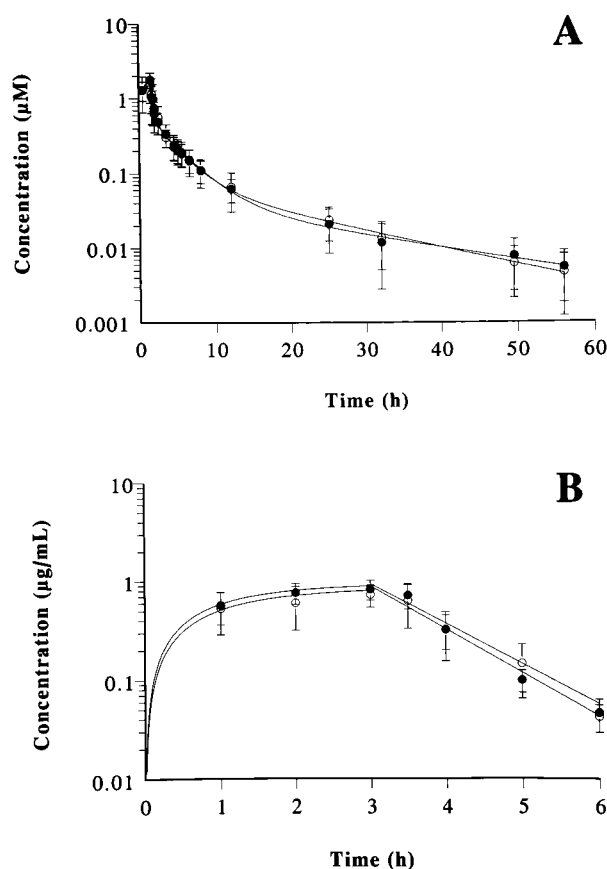 A
Concentration (µM)
10
1
0.1
0.01
0.001
0 10 20 30 40 50 60
Time (h)
B
Concentration (µg/mL)
10
1
0.1
0.01
0 1 2 3 4 5 6
Time (h)